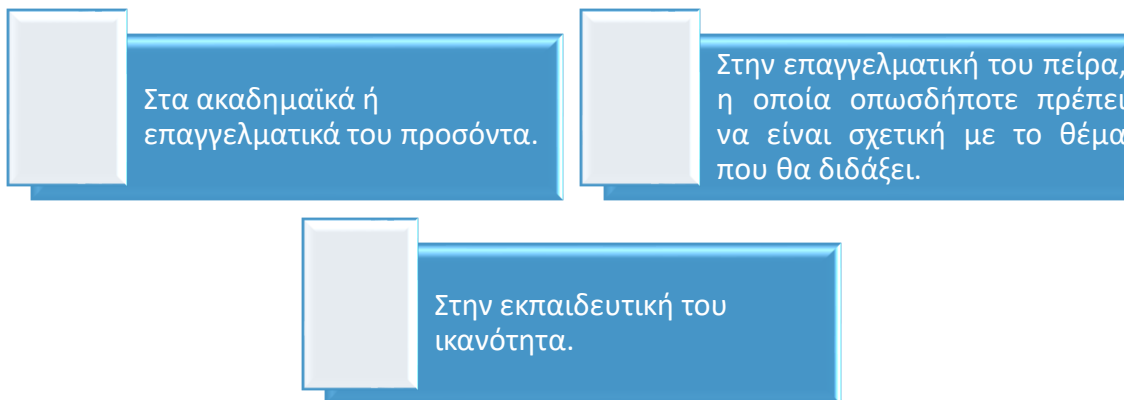 Στα ακαδημαϊκά ή
επαγγελματικά του προσόντα.
Στην επαγγελματική του πείρα,
η οποία οπωσδήποτε πρέπει
να είναι σχετική με το θέμα
που θα διδάξει.
Στην εκπαιδευτική του
ικανότητα.